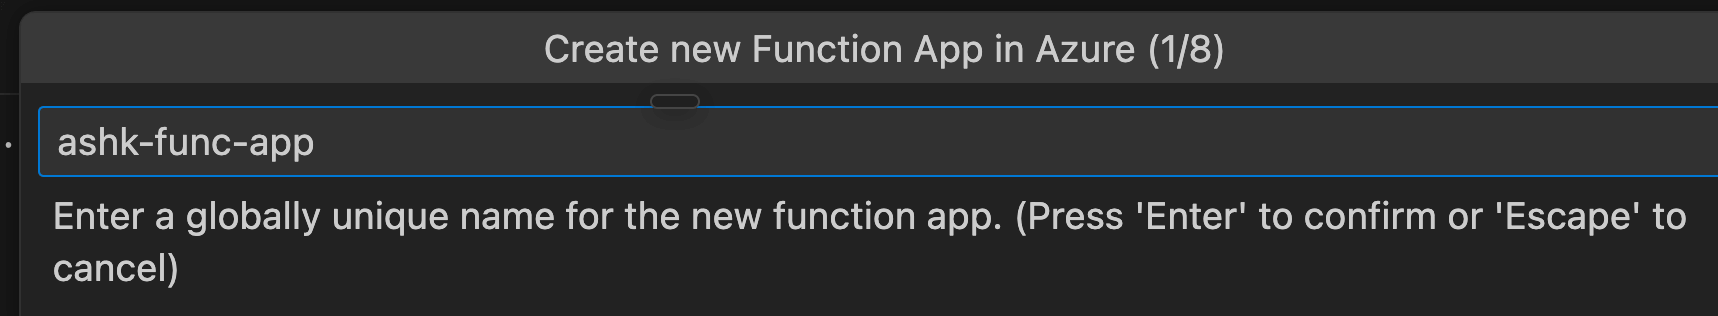 Create new Function App in Azure (1/8)
ashk-func-app
Enter a globally unique name for the new function app. (Press 'Enter' to confirm or 'Escape' to
cancel)